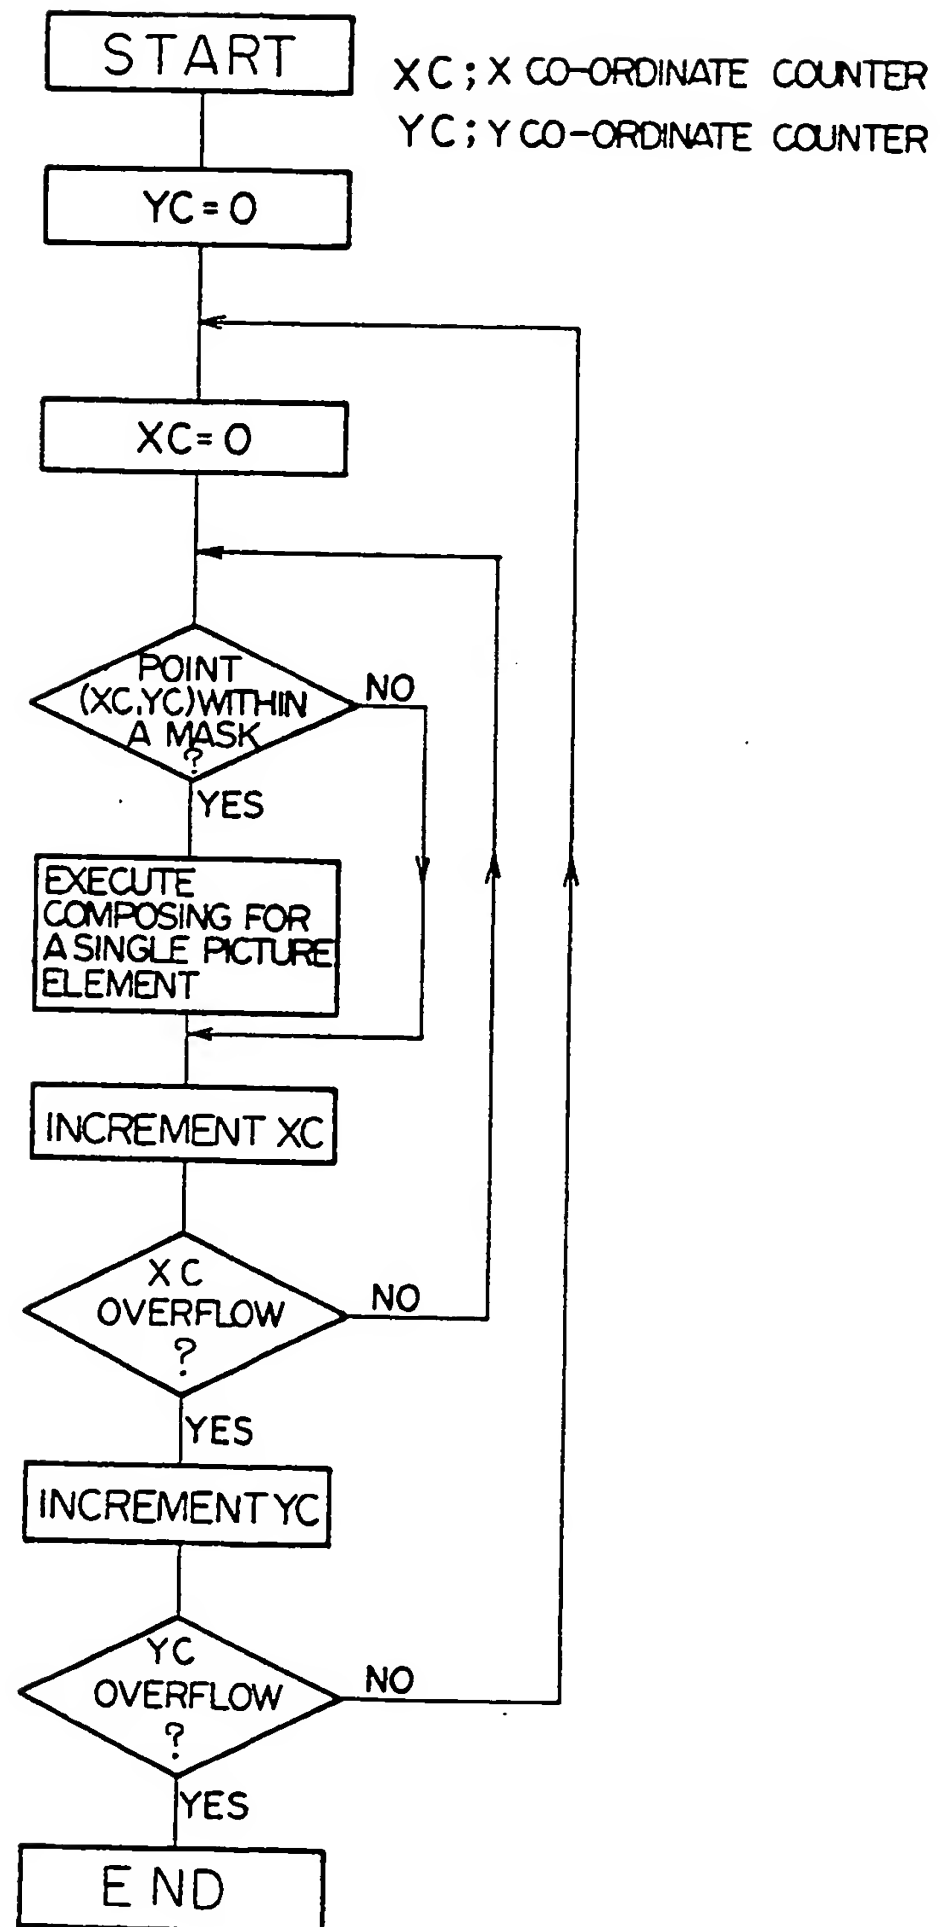 START
XC; X CO-ORDINATE COUNTER
YC; Y CO-ORDINATE COUNTER
YC=0
XC=0
POINT
(XC,YC) WITHIN
A MASK
?
NO
YES
EXECUTE
COMPOSING FOR
A SINGLE PICTURE
ELEMENT
INCREMENT XC
XC
OVERFLOW
?
NO
YES
INCREMENT YC
YC
OVERFLOW
?
NO
YES
END